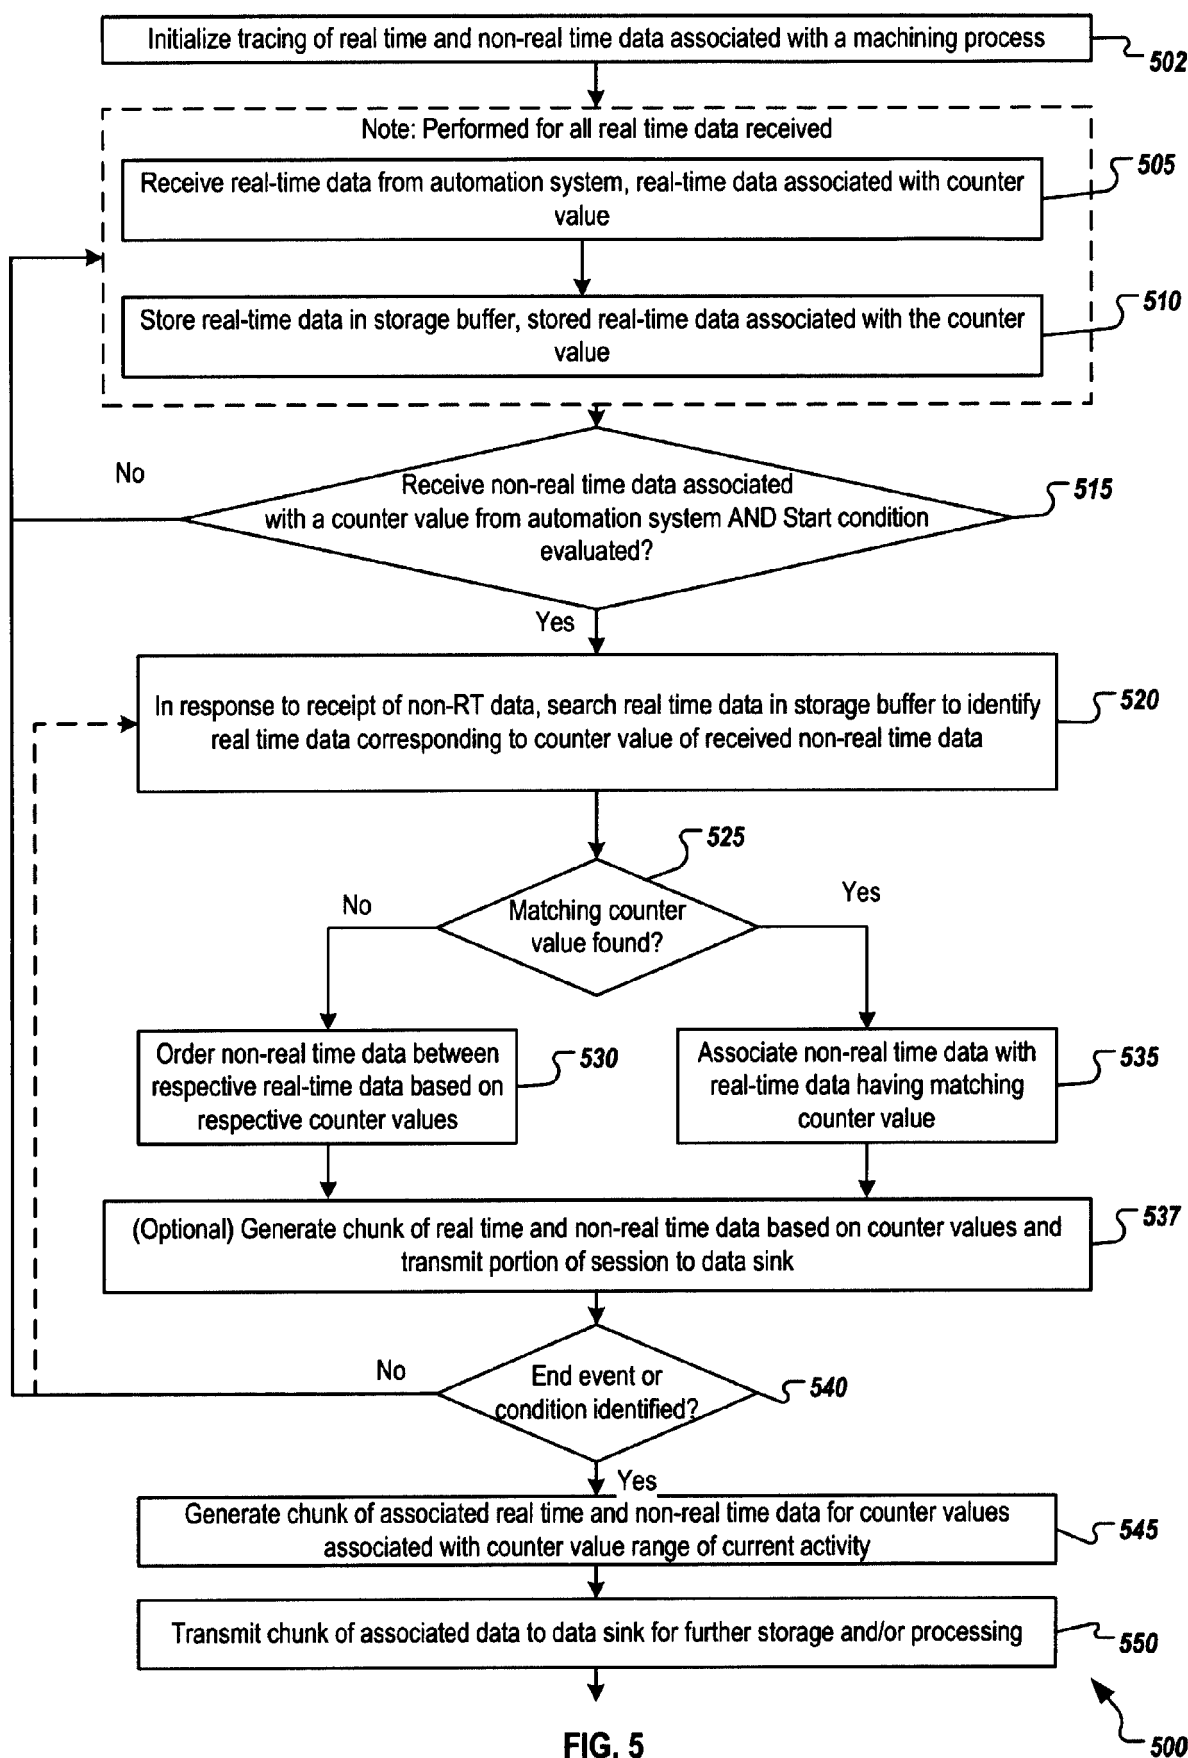 Initialize tracing of real time and non-real time data associated with a machining process
502
Note: Performed for all real time data received
505
Receive real-time data from automation system, real-time data associated with counter
value
510
Store real-time data in storage buffer, stored real-time data associated with the counter
value
No
Receive non-real time data associated
with a counter value from automation system AND Start condition
evaluated?
515
Yes
In response to receipt of non-RT data, search real time data in storage buffer to identify
real time data corresponding to counter value of received non-real time data
520
525
No
Yes
Matching counter
value found?
Order non-real time data between
respective real-time data based on
respective counter values
530
Associate non-real time data with
real-time data having matching
counter value
535
(Optional) Generate chunk of real time and non-real time data based on counter values and
transmit portion of session to data sink
537
No
End event or
condition identified?
540
Yes
Generate chunk of associated real time and non-real time data for counter values
associated with counter value range of current activity
545
Transmit chunk of associated data to data sink for further storage and/or processing
550
500
FIG. 5